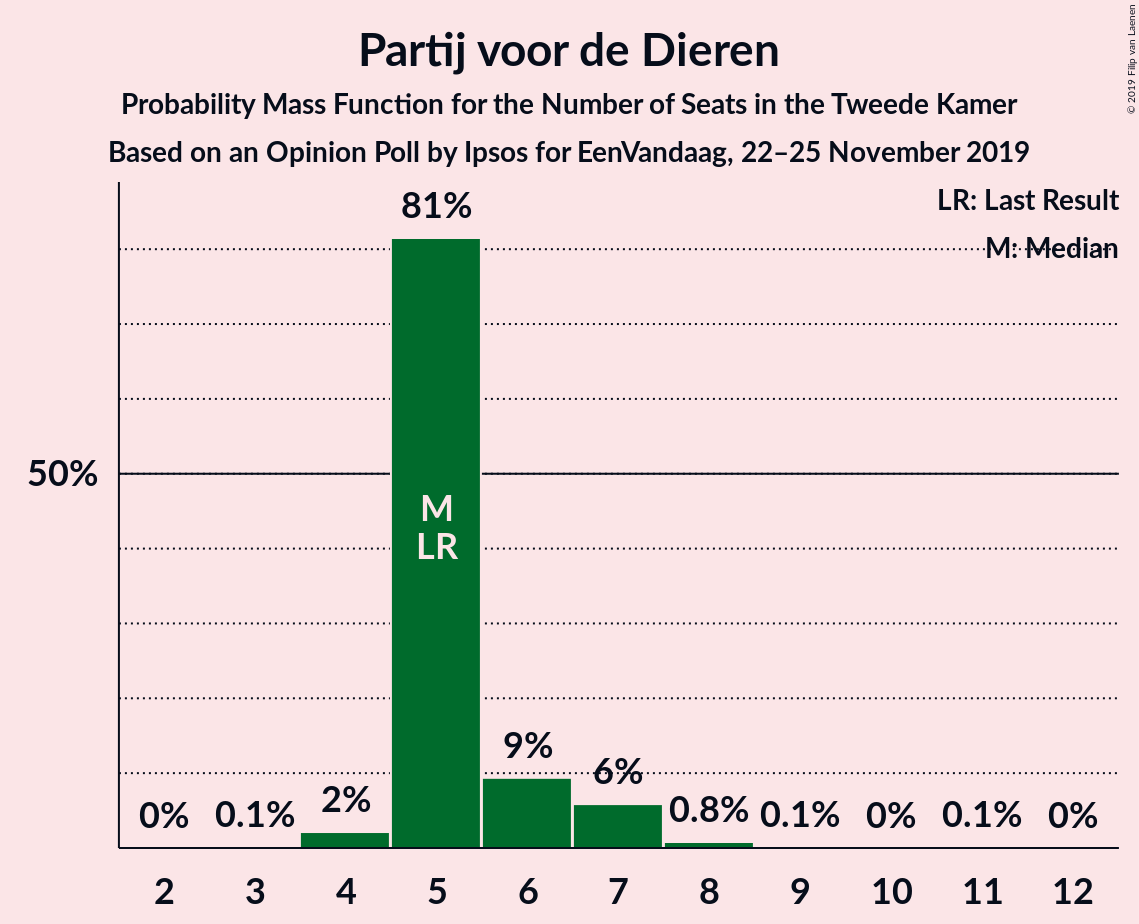 Partij voor de Dieren
Probability Mass Function for the Number of Seats in the Tweede Kamer
Based on an Opinion Poll by Ipsos for EenVandaag, 22–25 November 2019
© 2019 Filip van Laenen
LR: Last Result
M: Median
50%
0%
0.1%
2%
81%
M
LR
9%
6%
0.8%
0.1%
0%
0.1%
0%
2 3 4 5 6 7 8 9 10 11 12